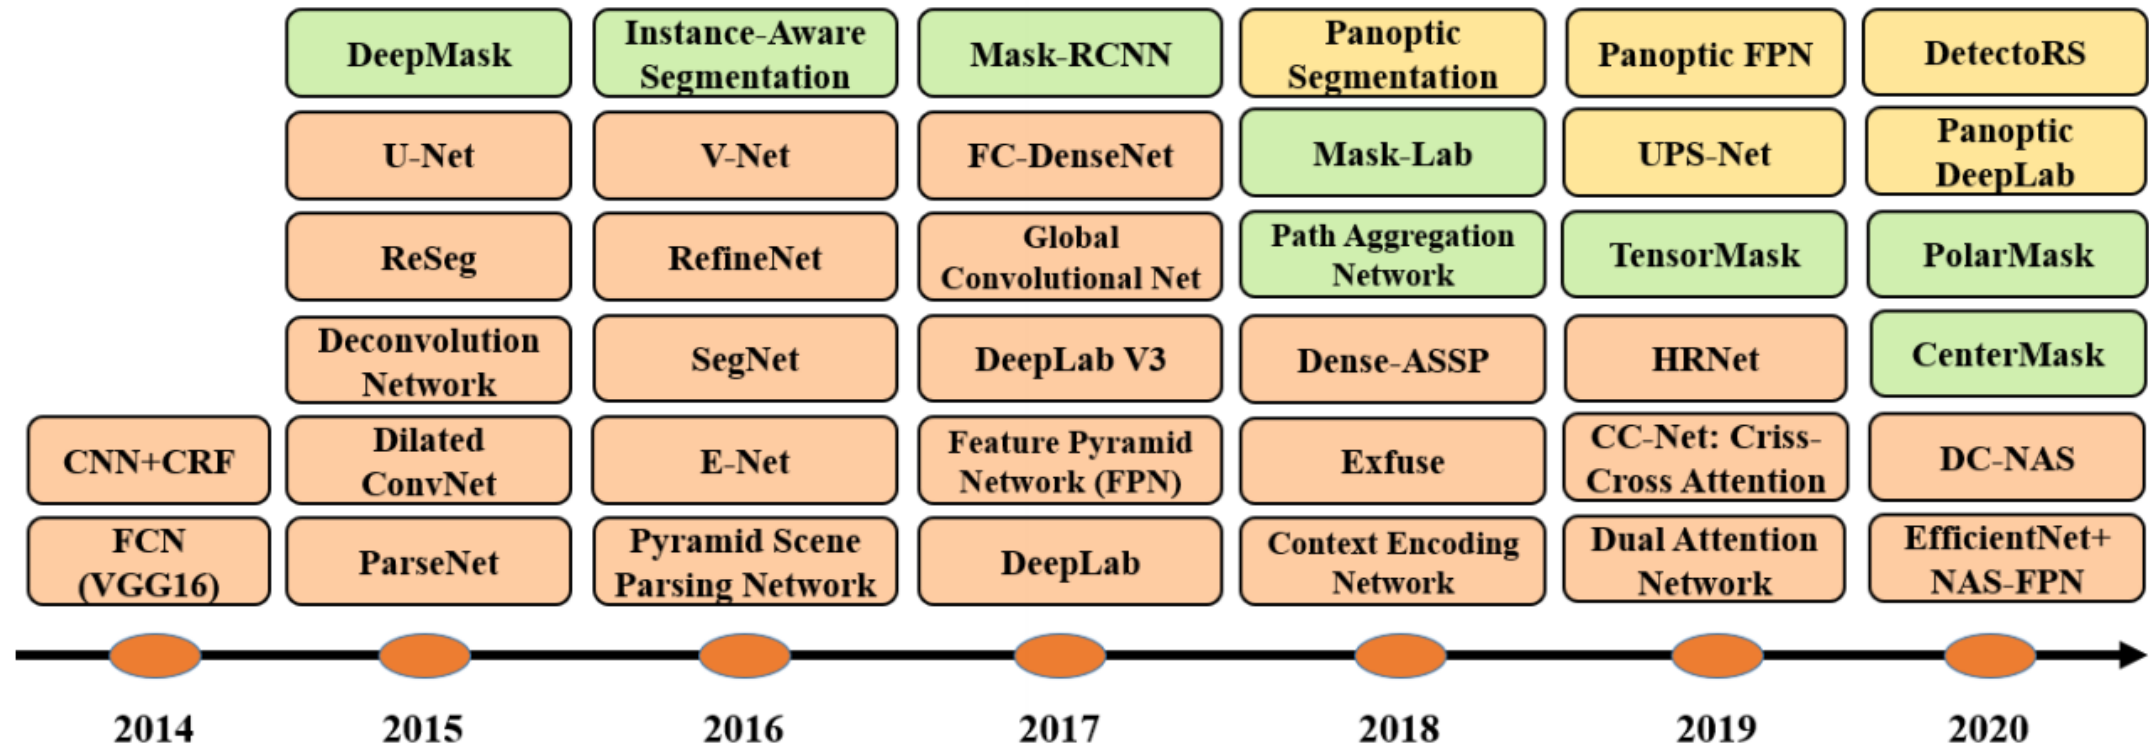 DeepMask
Instance-Aware
Segmentation
Mask-RCNN
Panoptic
Segmentation
Panoptic FPN
DetectoRS
U-Net
V-Net
FC-DenseNet
Mask-Lab
UPS-Net
Panoptic
DeepLab
ReSeg
RefineNet
Global
Convolutional Net
Path Aggregation
Network
TensorMask
PolarMask
Deconvolution
Network
SegNet
DeepLab V3
Dense-ASSP
HRNet
CenterMask
CNN+CRF
Dilated
ConvNet
E-Net
Feature Pyramid
Network (FPN)
Exfuse
CC-Net: Criss-
Cross Attention
DC-NAS
FCN
(VGG16)
ParseNet
Pyramid Scene
Parsing Network
DeepLab
Context Encoding
Network
Dual Attention
Network
EfficientNet+
NAS-FPN
2014
2015
2016
2017
2018
2019
2020